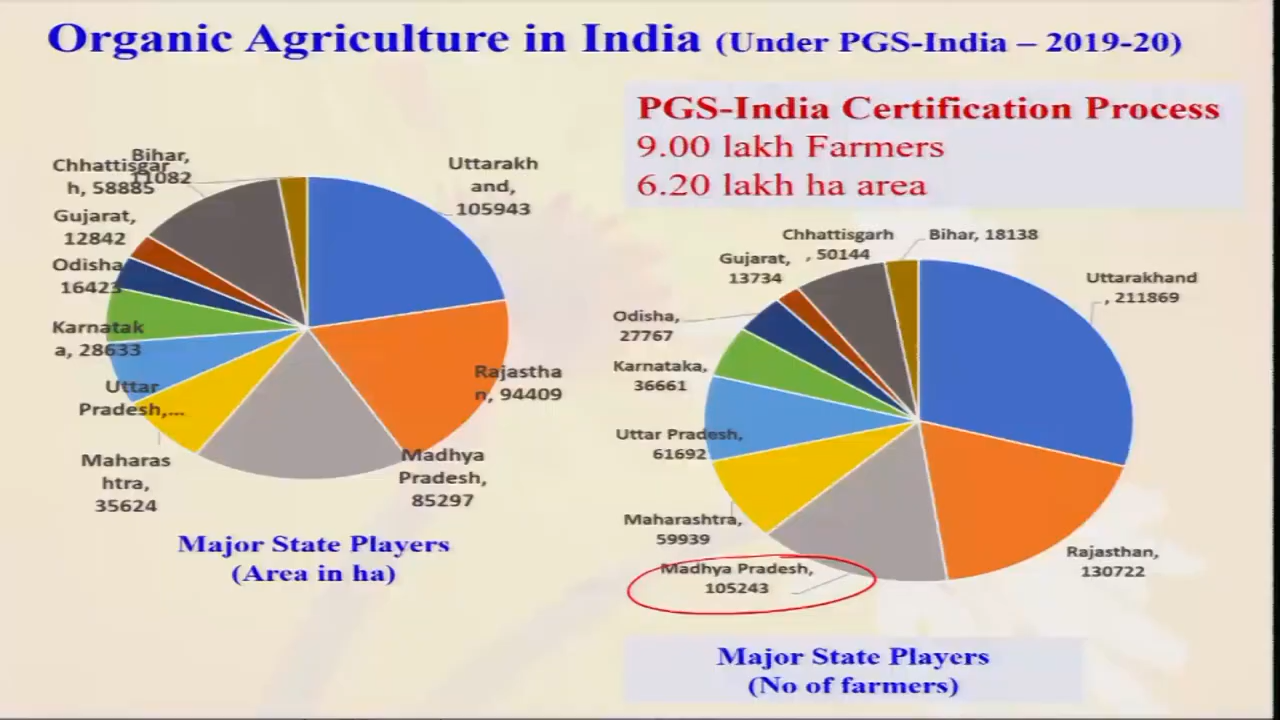 Organic Agriculture in India (Under PGS-India – 2019-20)
PGS-India Certification Process
9.00 lakh Farmers
6.20 lakh ha area
Bihar,
11082
Chhattisgar
h, 58885
Gujarat,
12842
Odisha
16423
Karnatak
a, 28633
Uttar
Pradesh,...
Maharas
htra,
35624
Madhya
Pradesh,
85297
Rajastha
n, 94409
Uttarakh
and,
105943
Major State Players
(Area in ha)
Chhattisgarh
, 50144
Bihar, 18138
Gujarat,
13734
Uttarakhand
, 211869
Odisha,
27767
Karnataka,
36661
Uttar Pradesh,
61692
Maharashtra,
59939
Madhya Pradesh,
105243
Rajasthan,
130722
Major State Players
(No of farmers)